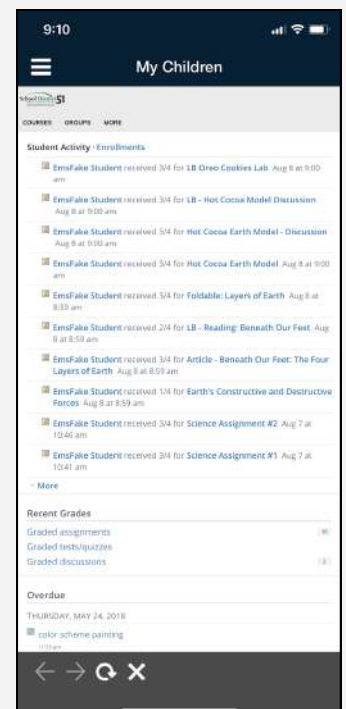 9:10
My Children
School District 51
COURSES GROUPS MORE
Student Activity · Enrollments
EmsFake Student received 3/4 for LB Oreo Cookies Lab Aug 8 at 9:00
am
EmsFake Student received 3/4 for LB - Hot Cocoa Model Discussion
Aug 8 at 9:00 am
EmsFake Student received 3/4 for Hot Cocoa Earth Model - Discussion
Aug 8 at 9:00 am
EmsFake Student received 3/4 for Hot Cocoa Earth Model Aug 8 at 9:00
am
EmsFake Student received 3/4 for Foldable: Layers of Earth Aug 8 at
8:59 am
EmsFake Student received 2/4 for LB - Reading: Beneath Our Feet Aug
8 at 8:59 am
EmsFake Student received 3/4 for Article - Beneath Our Feet: The Four
Layers of Earth Aug 8 at 8:59 am
EmsFake Student received 1/4 for Earth's Constructive and Destructive
Forces Aug 8 at 8:59 am
EmsFake Student received 3/4 for Science Assignment #2 Aug 7 at
10:46 am
EmsFake Student received 3/4 for Science Assignment #1 Aug 7 at
10:41 am
More
Recent Grades
Graded assignments
Graded tests/quizzes
Graded discussions
Overdue
THURSDAY, MAY 24, 2018
color scheme painting